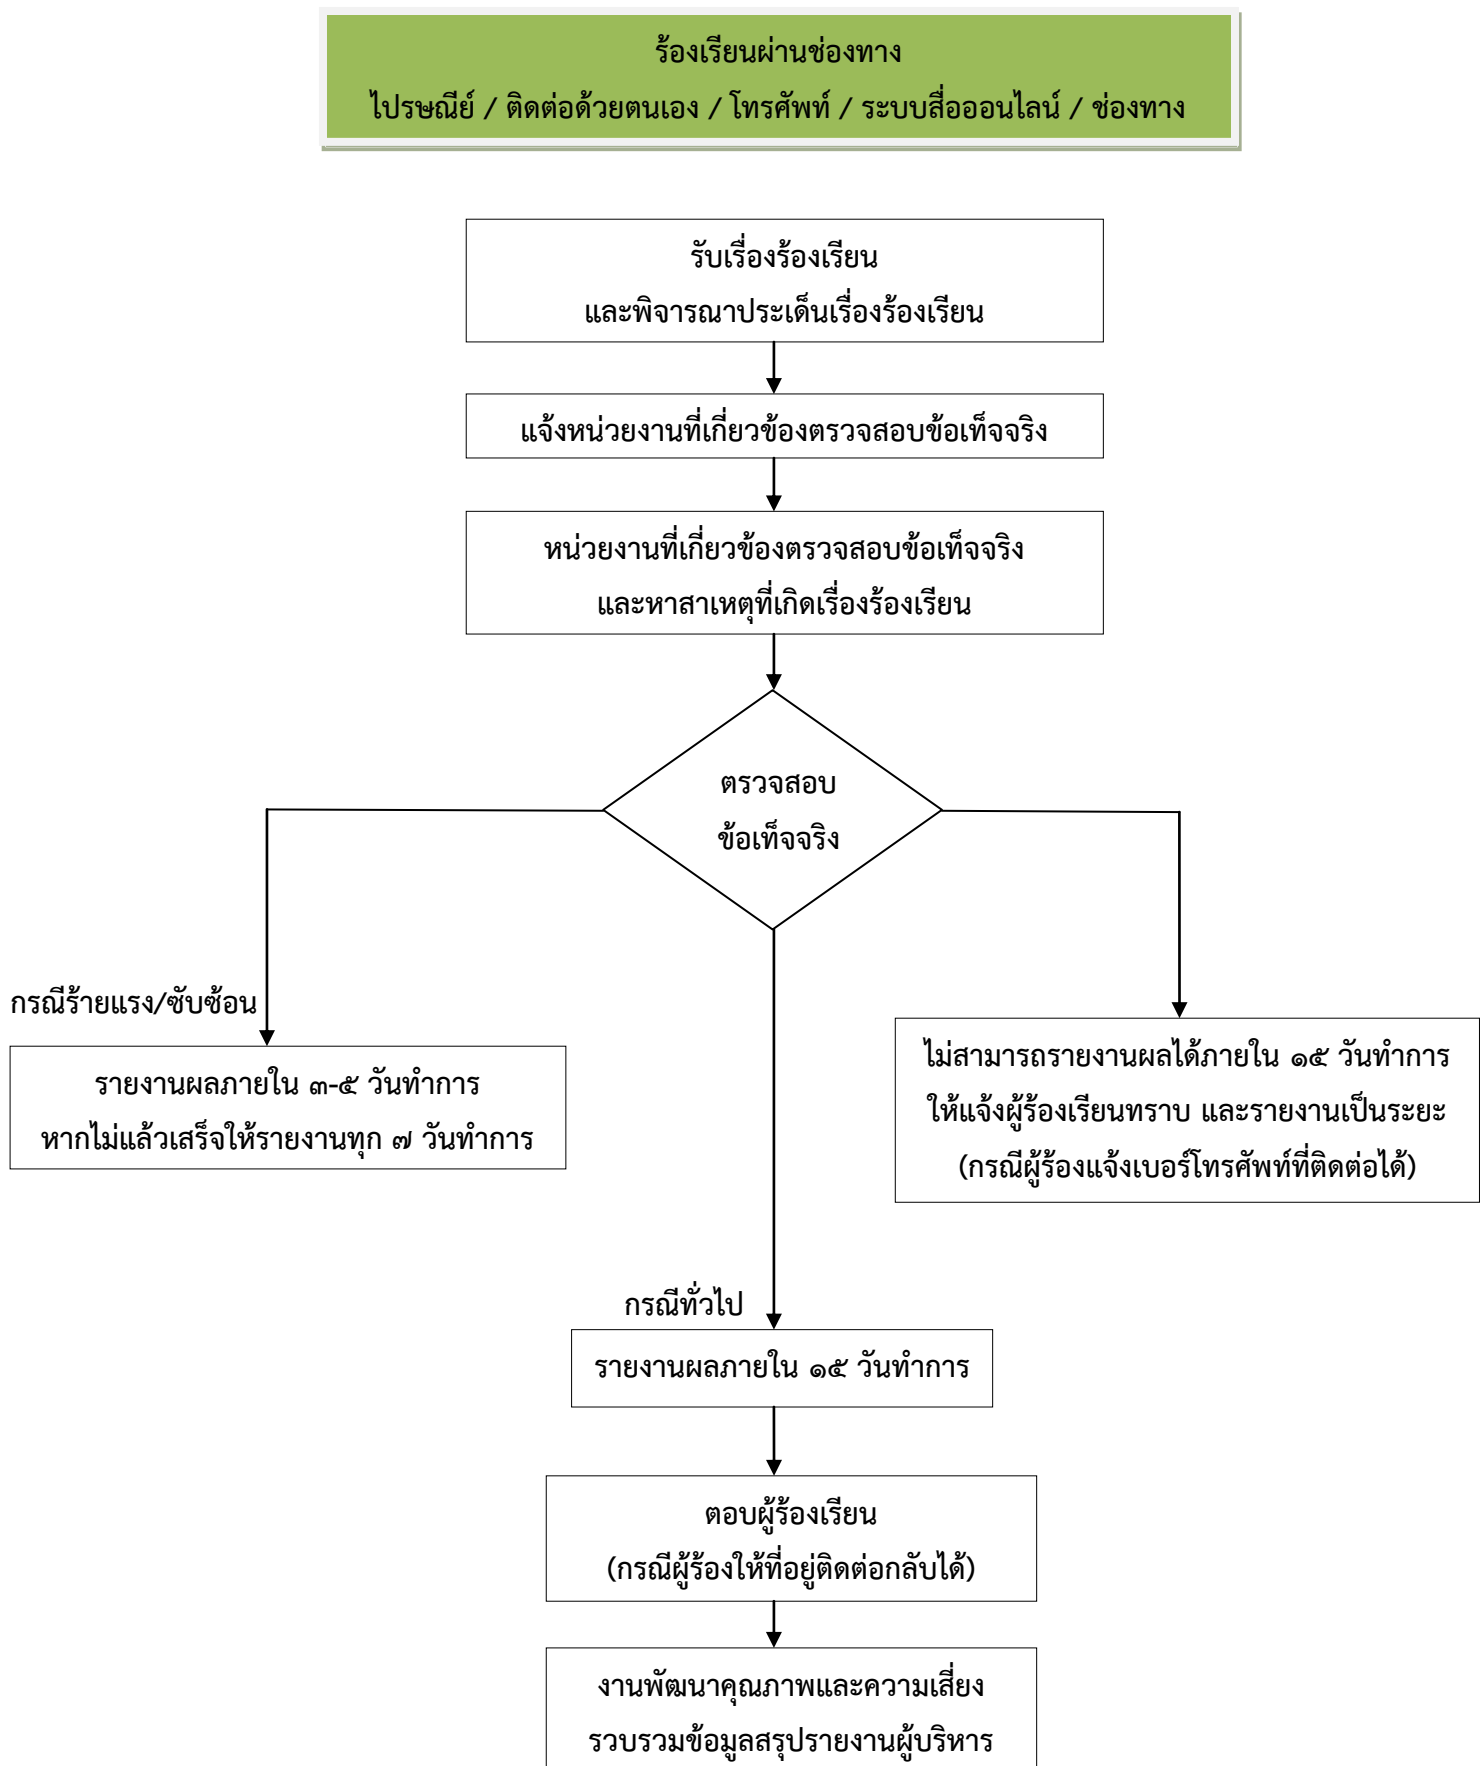 ร้องเรียนผ่านช่องทาง
ไปรษณีย์ / ติดต่อด้วยตนเอง / โทรศัพท์ / ระบบสื่อออนไลน์ / ช่องทาง
รับเรื่องร้องเรียน
และพิจารณาประเด็นเรื่องร้องเรียน
แจ้งหน่วยงานที่เกี่ยวข้องตรวจสอบข้อเท็จจริง
หน่วยงานที่เกี่ยวข้องตรวจสอบข้อเท็จจริง
และหาสาเหตุที่เกิดเรื่องร้องเรียน
ตรวจสอบ
ข้อเท็จจริง
กรณีร้ายแรง/ซับซ้อน
รายงานผลภายใน ๓-๕ วันทำการ
หากไม่แล้วเสร็จให้รายงานทุก ๗ วันทำการ
ไม่สามารถรายงานผลได้ภายใน ๑๕ วันทำการ
ให้แจ้งผู้ร้องเรียนทราบ และรายงานเป็นระยะ
(กรณีผู้ร้องแจ้งเบอร์โทรศัพท์ที่ติดต่อได้)
กรณีทั่วไป
รายงานผลภายใน ๑๕ วันทำการ
ตอบผู้ร้องเรียน
(กรณีผู้ร้องให้ที่อยู่ติดต่อกลับได้)
งานพัฒนาคุณภาพและความเสี่ยง
รวบรวมข้อมูลสรุปรายงานผู้บริหาร